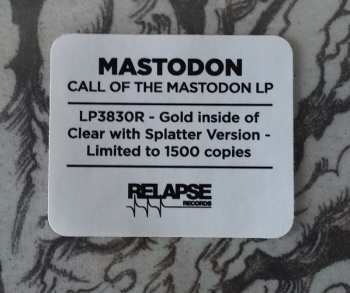 MASTODON
CALL OF THE MASTODON LP
LP3830R - Gold inside of
Clear with Splatter Version -
Limited to 1500 copies
RELAPSE
RECORDS